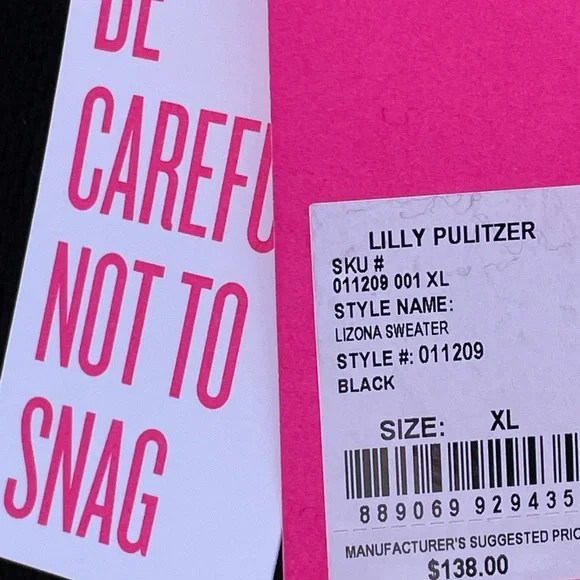 BE
CAREFU
NOT TO
SNAG
LILLY PULITZER
SKU #
011209 001 XL
STYLE NAME:
LIZONA SWEATER
STYLE #: 011209
BLACK
SIZE: XL
889069 929435
MANUFACTURER'S SUGGESTED PRIC
$138.00